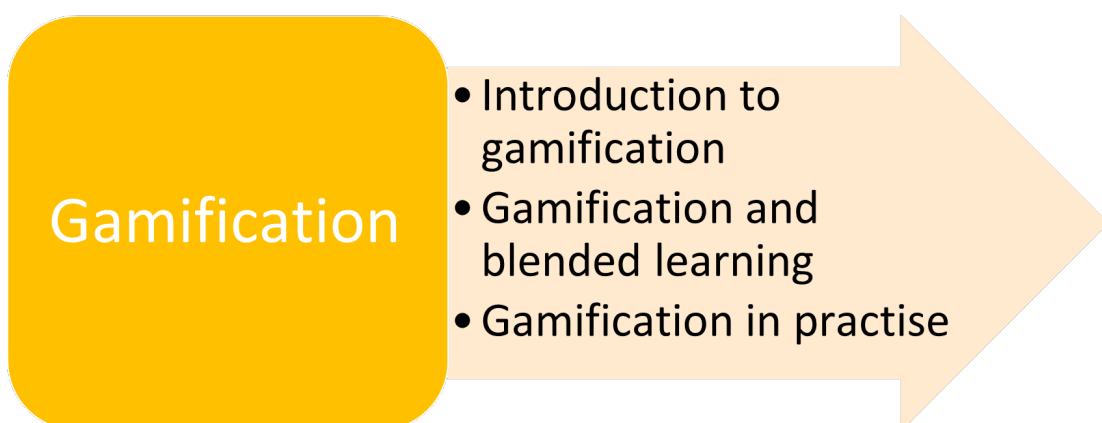 Gamification
• Introduction to
gamification
• Gamification and
blended learning
• Gamification in practise